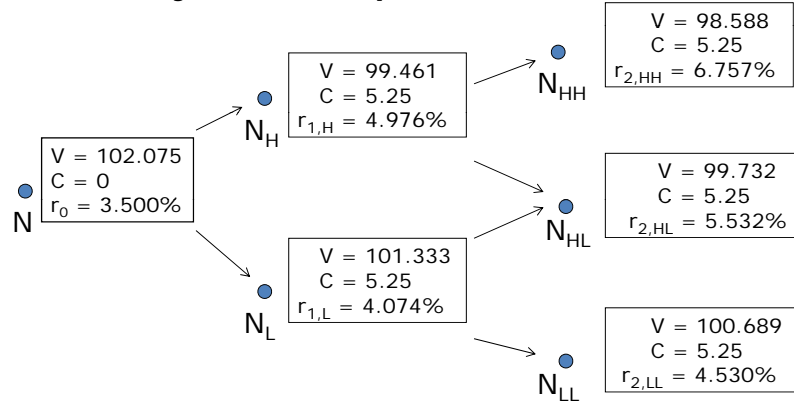 V = 98.588
C = 5.25
r2,HH = 6.757%
NHH
V = 99.461
C = 5.25
r1,H = 4.976%
NH
V = 102.075
C = 0
r0 = 3.500%
N
V = 99.732
C = 5.25
r2,HL = 5.532%
NHL
V = 101.333
C = 5.25
r1,L = 4.074%
NL
V = 100.689
C = 5.25
r2,LL = 4.530%
NLL